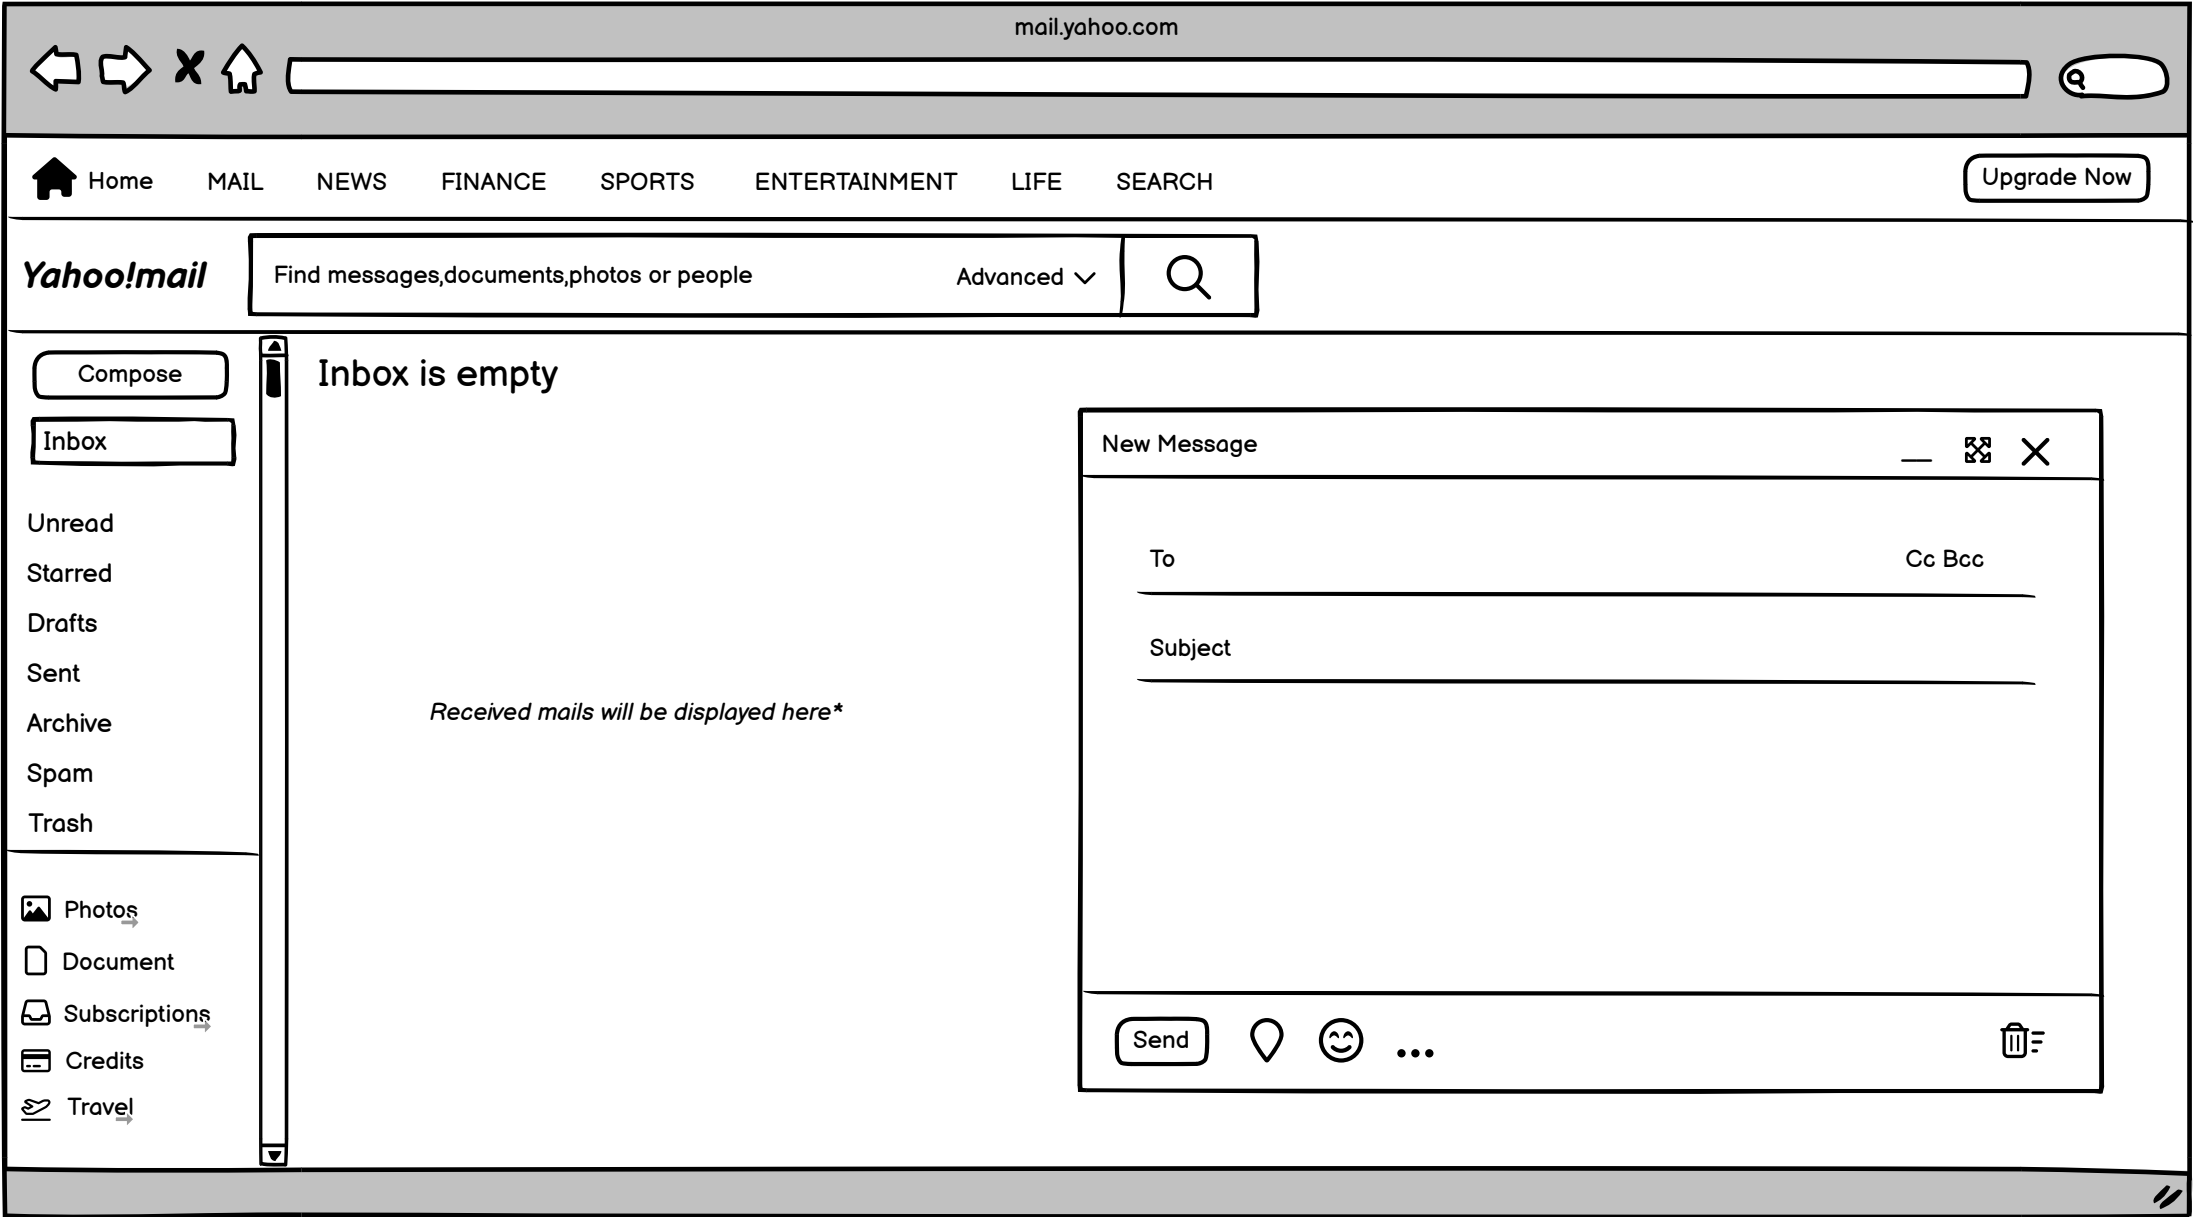 mail.yahoo.com
Home MAIL NEWS FINANCE SPORTS ENTERTAINMENT LIFE SEARCH Upgrade Now
Yahoo!mail Find messages,documents,photos or people Advanced
Compose
Inbox
Unread
Starred
Drafts
Sent
Archive
Spam
Trash
Photos
Document
Subscriptions
Credits
Travel
Inbox is empty
Received mails will be displayed here*
New Message
To Cc Bcc
Subject
Send